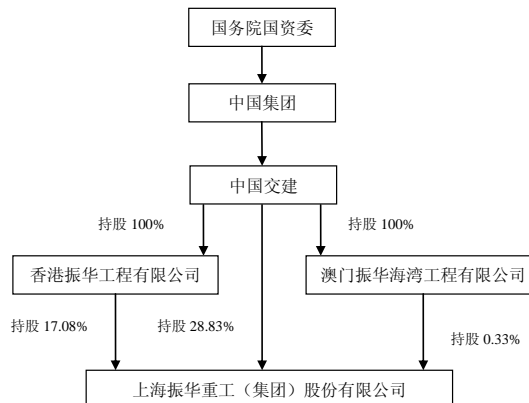 国务院国资委
中国集团
中国交建
持股 100%
持股 100%
香港振华工程有限公司
澳门振华海湾工程有限公司
持股 17.08%
持股 28.83%
持股 0.33%
上海振华重工（集团）股份有限公司